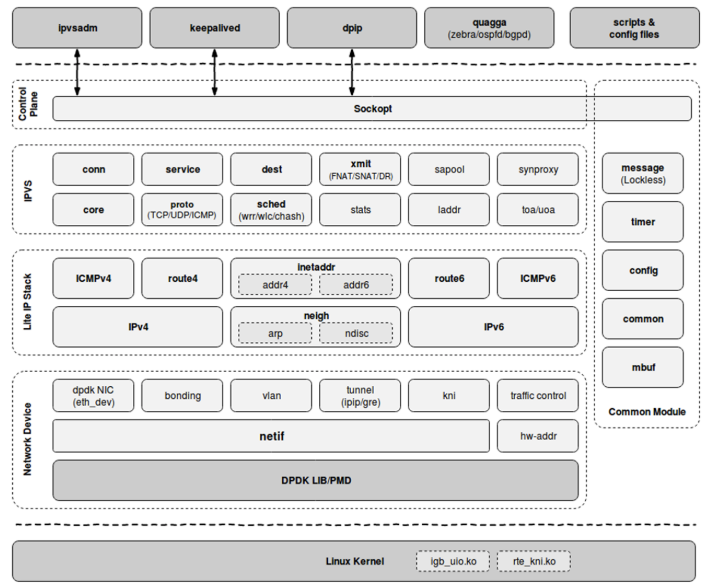 ipvsadm
keepalived
dpip
quagga
(zebra/ospfd/bgpd)
scripts &
config files
Control
Plane
Sockopt
IPVS
conn
service
dest
xmit
(FNAT/SNAT/DR)
sapool
synproxy
core
proto
(TCP/UDP/ICMP)
sched
(wrr/wlc/chash)
stats
laddr
toa/uoa
Lite IP Stack
ICMPv4
route4
inetaddr
addr4
addr6
route6
ICMPv6
IPv4
neigh
arp
ndisc
IPv6
Network Device
dpdk NIC
(eth_dev)
bonding
vlan
tunnel
(ipip/gre)
kni
traffic control
netif
hw-addr
DPDK LIB/PMD
message
(Lockless)
timer
config
common
mbuf
Common Module
Linux Kernel
igb_uio.ko
rte_kni.ko